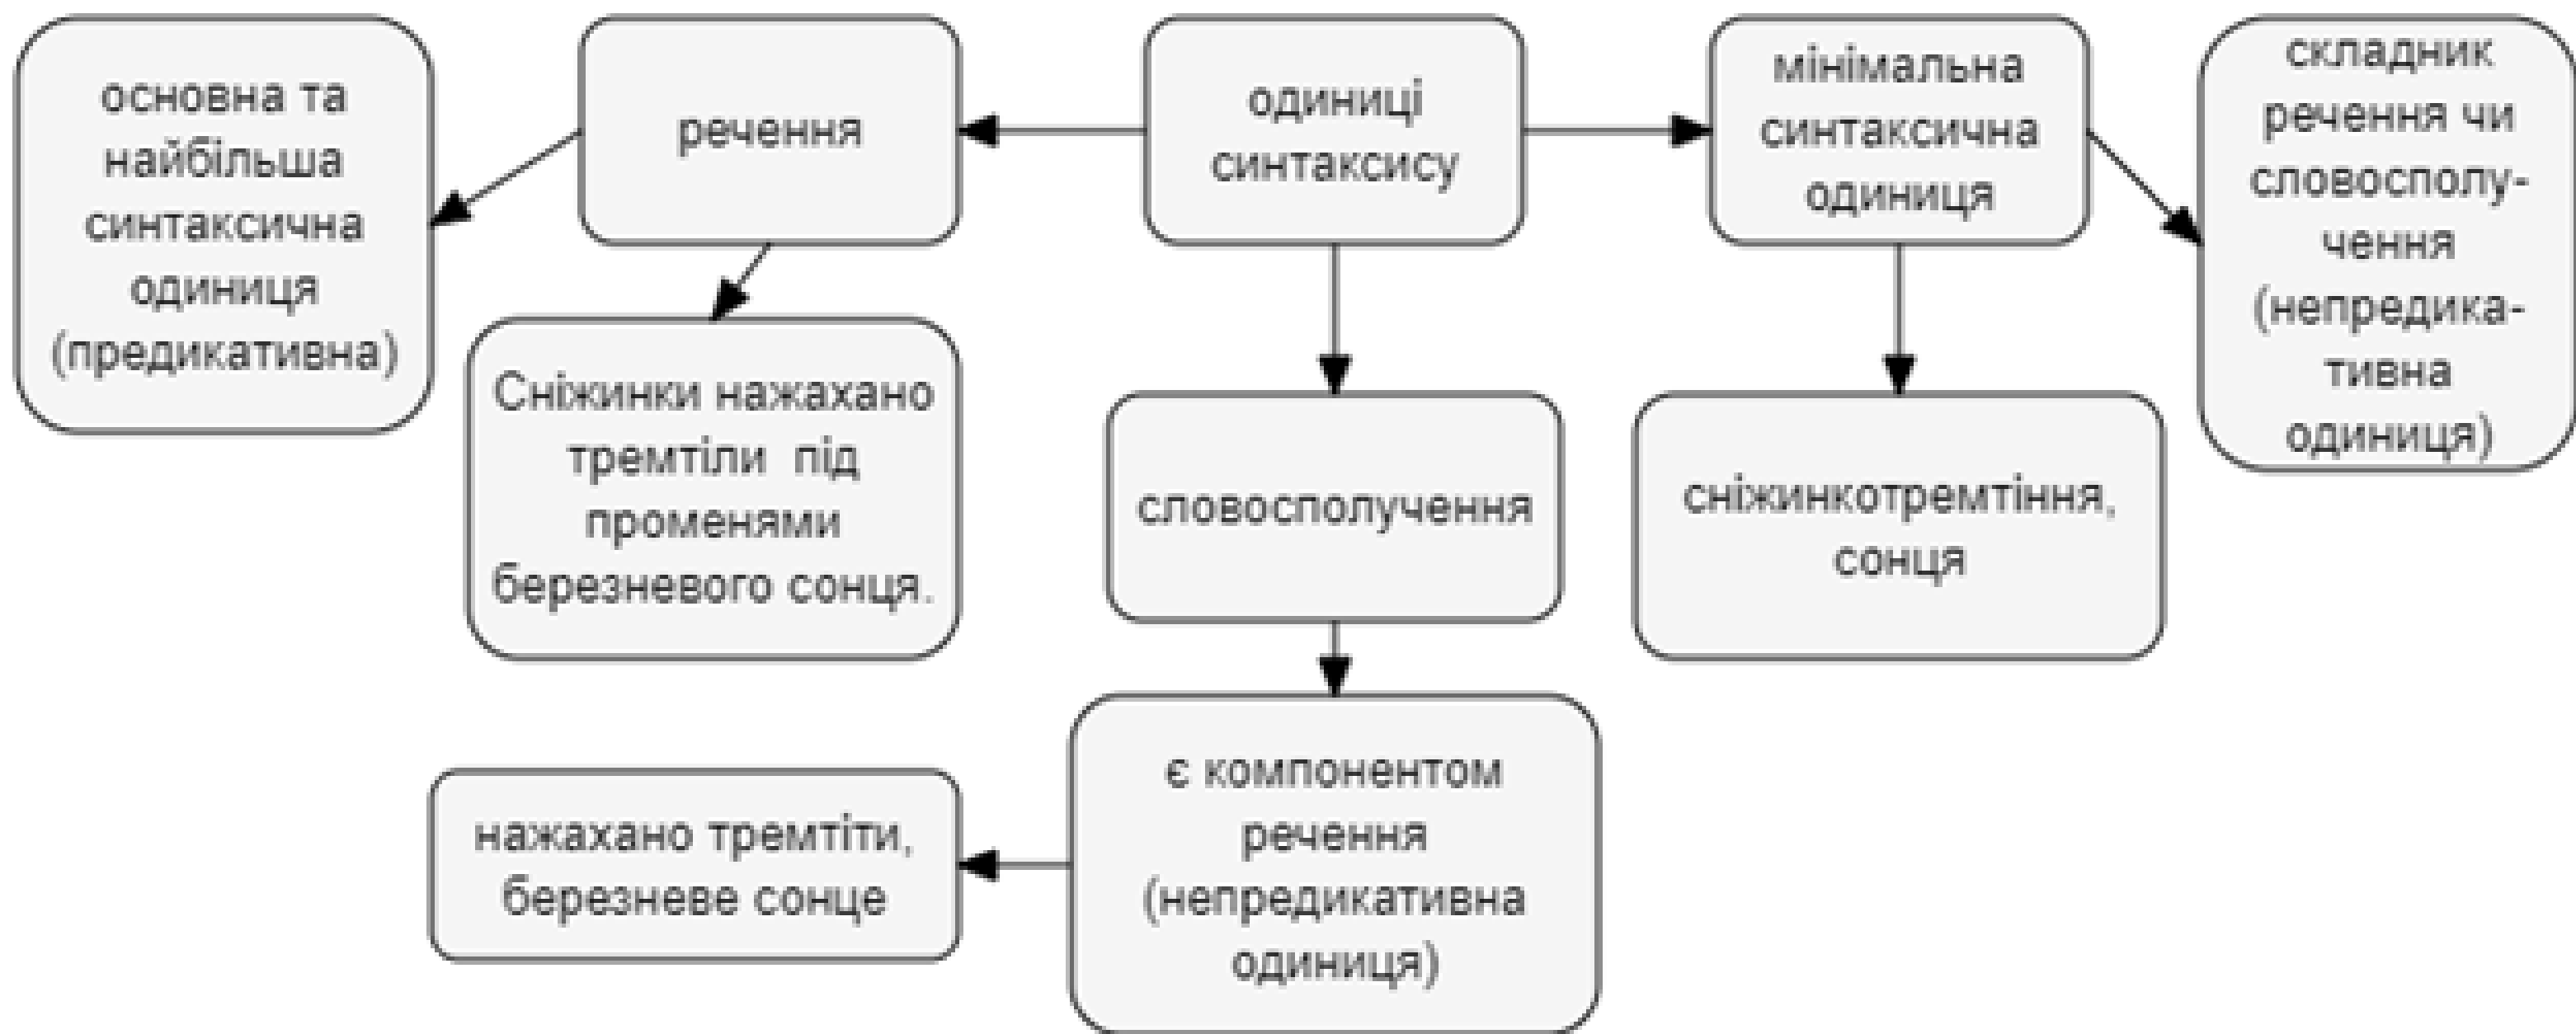 основна та
найбільша
синтаксична
одиниця
(предикативна)
речення
одиниці
синтаксису
мінімальна
синтаксична
одиниця
складник
речення чи
словосполу-
чення
(непредика-
тивна
одиниця)
Сніжинки нажахано
тремтіли під
променями
березневого сонця.
словосполучення
сніжинкотремтіння,
сонця
нажахано тремтіти,
березневе сонце
є компонентом
речення
(непредикативна
одиниця)